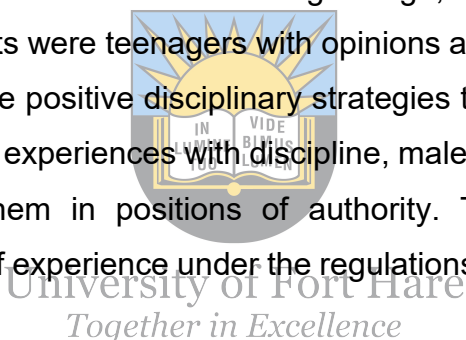 ts were teenagers with opinions a
e positive disciplinary strategies t
IN VIDE
LUMINE BIMUS
TUO LUMEN
experiences with discipline, male
hem in positions of authority. T
f experience under the regulations
University of Fort Hare
Together in Excellence